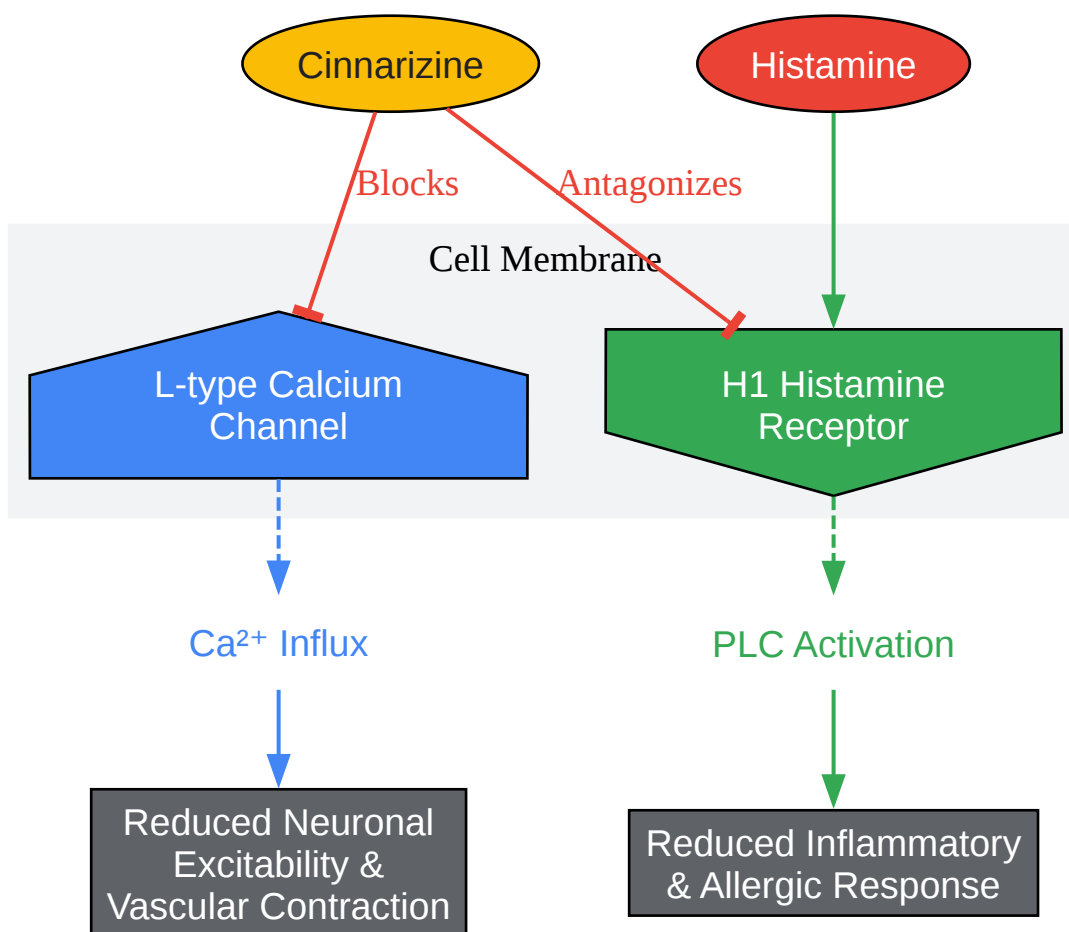 Cinnarizine
Histamine
Blocks
Antagonizes
Cell Membrane
L-type Calcium
Channel
H1 Histamine
Receptor
Ca²⁺ Influx
PLC Activation
Reduced Neuronal
Excitability &
Vascular Contraction
Reduced Inflammatory
& Allergic Response